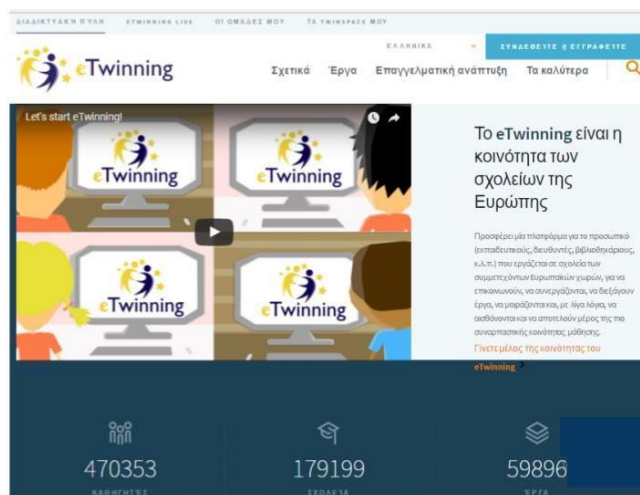 ΔΙΑΔΙΚΤΥΑΚΗ ΠΥΛΗ ETWINNING LIVE ΟΙ ΟΜΑΔΕΣ ΜΟΥ ΤΑ TWINSPACE ΜΟΥ
ΕΛΛΗΝΙΚΑ ΣΥΝΔΕΘΕΙΤΕ ή ΕΓΓΡΑΦΕΙΤΕ
eTwinning
Σχετικά Έργα Επαγγελματική ανάπτυξη Τα καλύτερα
Let's start eTwinning!
eTwinning
eTwinning
eTwinning
eTwinning
Το eTwinning είναι η
κοινότητα των
σχολείων της
Ευρώπης
Προσφέρει μία πλατφόρμα για το προσωπικό
(εκπαιδευτικούς, διευθυντές, βιβλιοθηκάριους,
κ.λ.π.) που εργάζεται σε σχολεία των
συμμετεχόντων Ευρωπαϊκών χωρών, για να
επικοινωνούν, να συνεργάζονται, να διεξάγουν
έργα, να μοιράζονται και, με λίγα λόγια, να
αισθάνονται και να αποτελούν μέρος της πιο
συναρπαστικής κοινότητας μάθησης.
Γίνετε μέλος της κοινότητας του
eTwinning
470353 179199 59896
ΚΑΘΗΓΗΤΈΣ ΣΧΟΛΕΊΑ ΈΡΓΑ